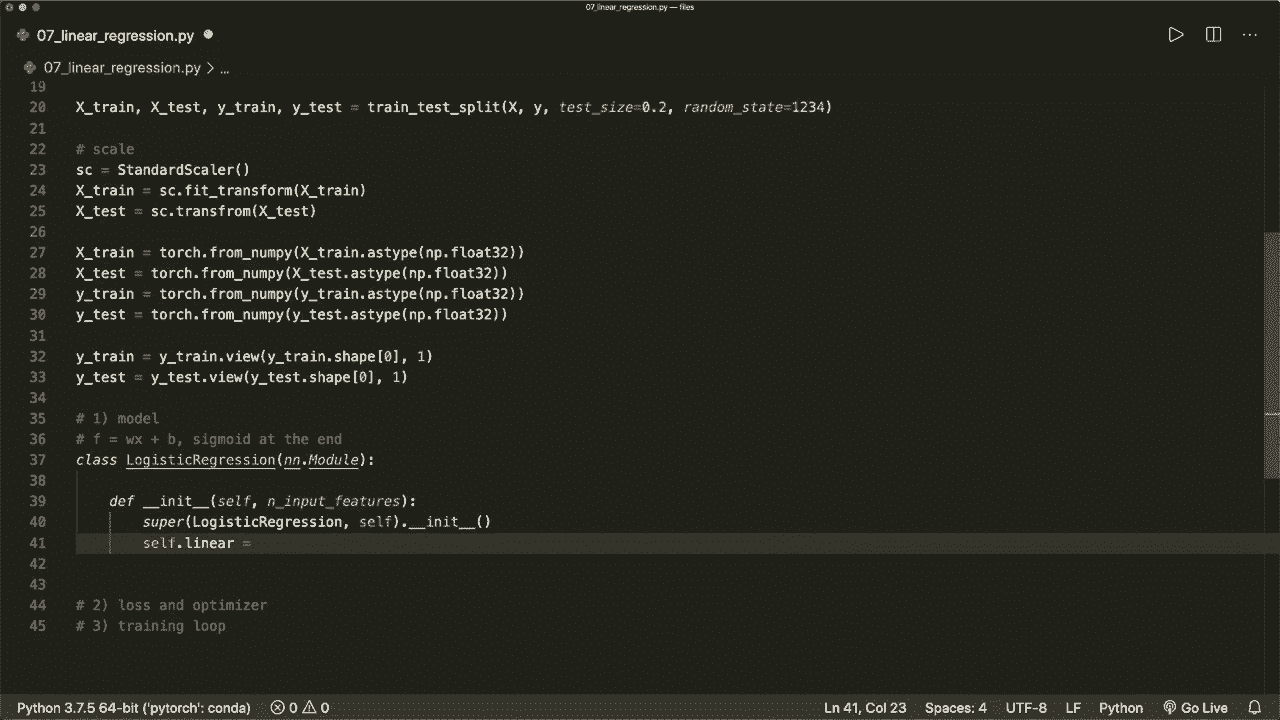 07_linear_regression.py — files
07_linear_regression.py
07_linear_regression.py > ...
19
20 X_train, X_test, y_train, y_test = train_test_split(X, y, test_size=0.2, random_state=1234)
21
22 # scale
23 sc = StandardScaler()
24 X_train = sc.fit_transform(X_train)
25 X_test = sc.transfrom(X_test)
26
27 X_train = torch.from_numpy(X_train.astype(np.float32))
28 X_test = torch.from_numpy(X_test.astype(np.float32))
29 y_train = torch.from_numpy(y_train.astype(np.float32))
30 y_test = torch.from_numpy(y_test.astype(np.float32))
31
32 y_train = y_train.view(y_train.shape[0], 1)
33 y_test = y_test.view(y_test.shape[0], 1)
34
35 # 1) model
36 # f = wx + b, sigmoid at the end
37 class LogisticRegression(nn.Module):
38
39     def __init__(self, n_input_features):
40         super(LogisticRegression, self).__init__()
41         self.linear =
42
43
44 # 2) loss and optimizer
45 # 3) training loop
Python 3.7.5 64-bit ('pytorch': conda) 0 0 Ln 41, Col 23 Spaces: 4 UTF-8 LF Python Go Live